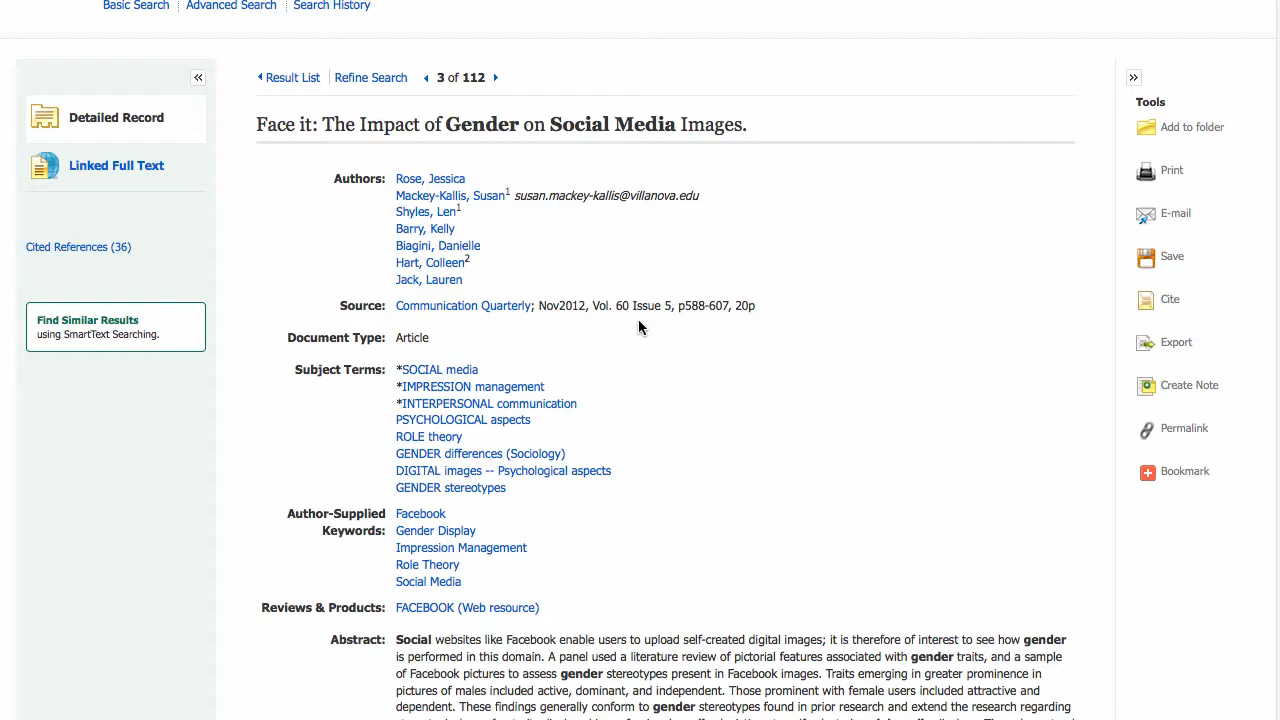 Basic Search Advanced Search Search History
« Result List Refine Search 3 of 112 »
Detailed Record
Linked Full Text
Cited References (36)
Find Similar Results
using SmartText Searching.
Face it: The Impact of Gender on Social Media Images.
Authors: Rose, Jessica
Mackey-Kallis, Susan1 susan.mackey-kallis@villanova.edu
Shyles, Len1
Barry, Kelly
Biagini, Danielle
Hart, Colleen2
Jack, Lauren
Source: Communication Quarterly; Nov2012, Vol. 60 Issue 5, p588-607, 20p
Document Type: Article
Subject Terms: *SOCIAL media
*IMPRESSION management
*INTERPERSONAL communication
PSYCHOLOGICAL aspects
ROLE theory
GENDER differences (Sociology)
DIGITAL images -- Psychological aspects
GENDER stereotypes
Author-Supplied Facebook
Keywords: Gender Display
Impression Management
Role Theory
Social Media
Reviews & Products: FACEBOOK (Web resource)
Abstract: Social websites like Facebook enable users to upload self-created digital images; it is therefore of interest to see how gender
is performed in this domain. A panel used a literature review of pictorial features associated with gender traits, and a sample
of Facebook pictures to assess gender stereotypes present in Facebook images. Traits emerging in greater prominence in
pictures of males included active, dominant, and independent. Those prominent with female users included attractive and
dependent. These findings generally conform to gender stereotypes found in prior research and extend the research regarding
Tools
Add to folder
Print
E-mail
Save
Cite
Export
Create Note
Permalink
Bookmark